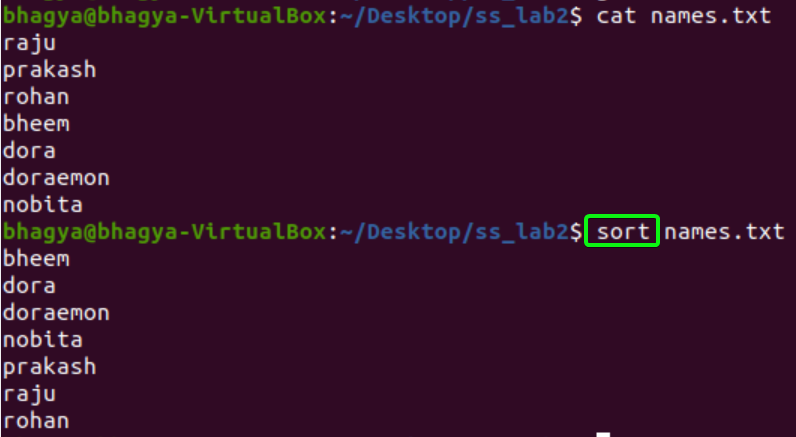 bhagya@bhagya-VirtualBox:~/Desktop/ss_lab2$ cat names.txt
raju
prakash
rohan
bheem
dora
doraemon
nobita
bhagya@bhagya-VirtualBox:~/Desktop/ss_lab2$ sort names.txt
bheem
dora
doraemon
nobita
prakash
raju
rohan